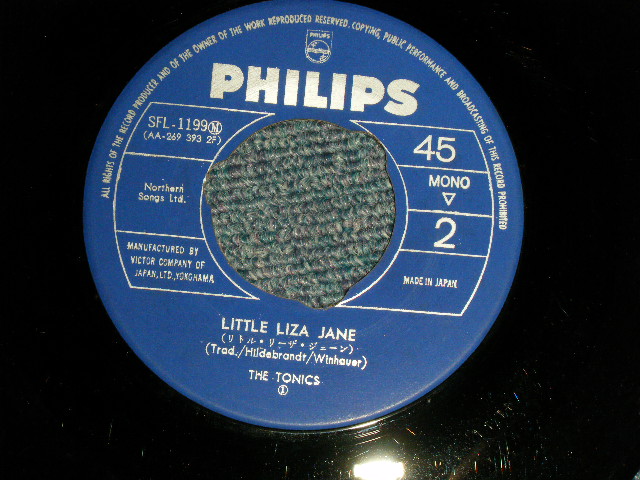 ALL RIGHTS OF THE RECORD PRODUCER AND OF THE OWNER OF THE WORK REPRODUCED RESERVED. COPYING, PUBLIC PERFORMANCE AND BROADCASTING OF THIS RECORD PROHIBITED
PHILIPS
PHILIPS
SFL-1199 Ⓜ
(AA-269 393 2F)
Northern
Songs Ltd.
MANUFACTURED BY
VICTOR COMPANY OF
JAPAN, LTD., YOKOHAMA
45
MONO
▽
2
MADE IN JAPAN
LITTLE LIZA JANE
(リトル・リーザ・ジェーン)
(Trad./Hildebrandt/Winhauer)
THE TONICS
①